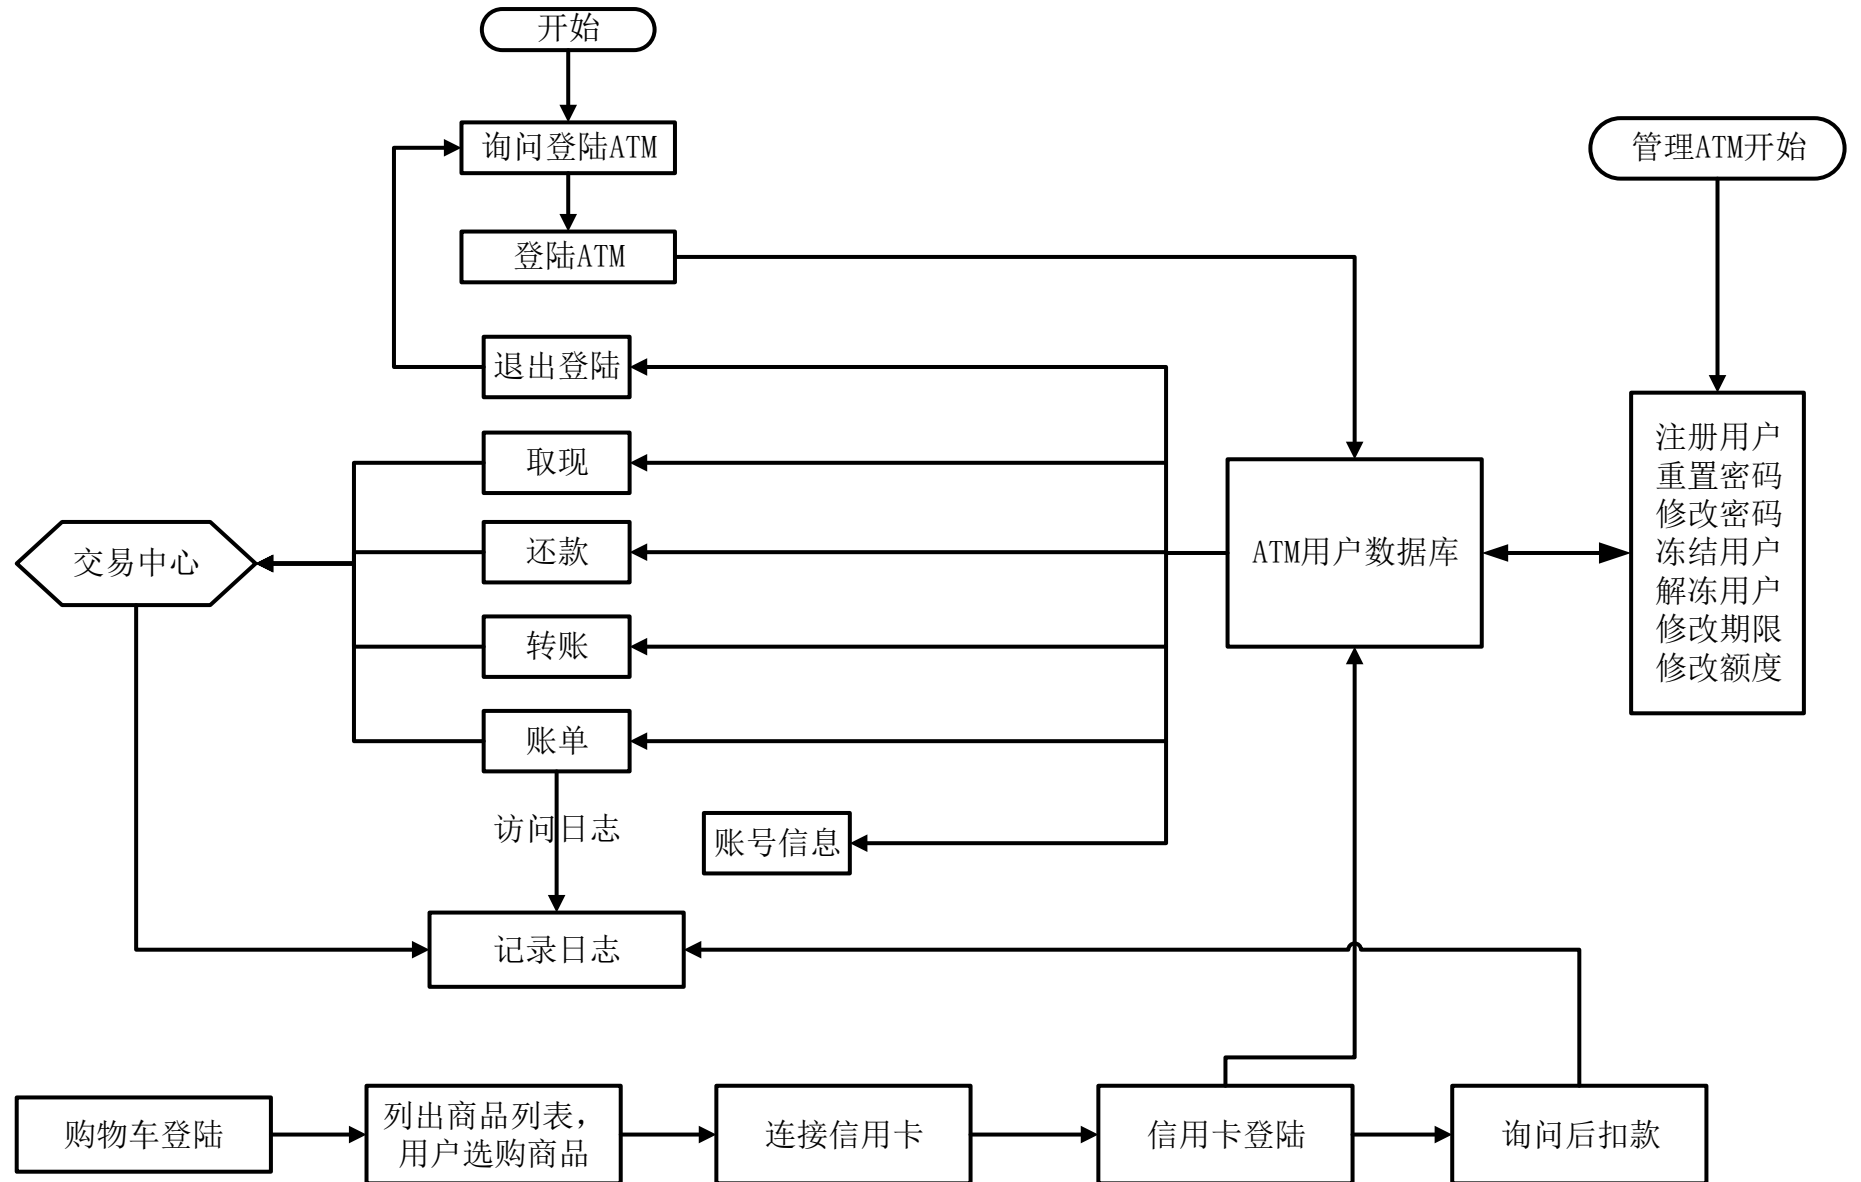 开始
询问登陆ATM
管理ATM开始
登陆ATM
退出登陆
取现
还款
转账
账单
交易中心
ATM用户数据库
注册用户
重置密码
修改密码
冻结用户
解冻用户
修改期限
修改额度
访问日志
账号信息
记录日志
购物车登陆
列出商品列表，
用户选购商品
连接信用卡
信用卡登陆
询问后扣款